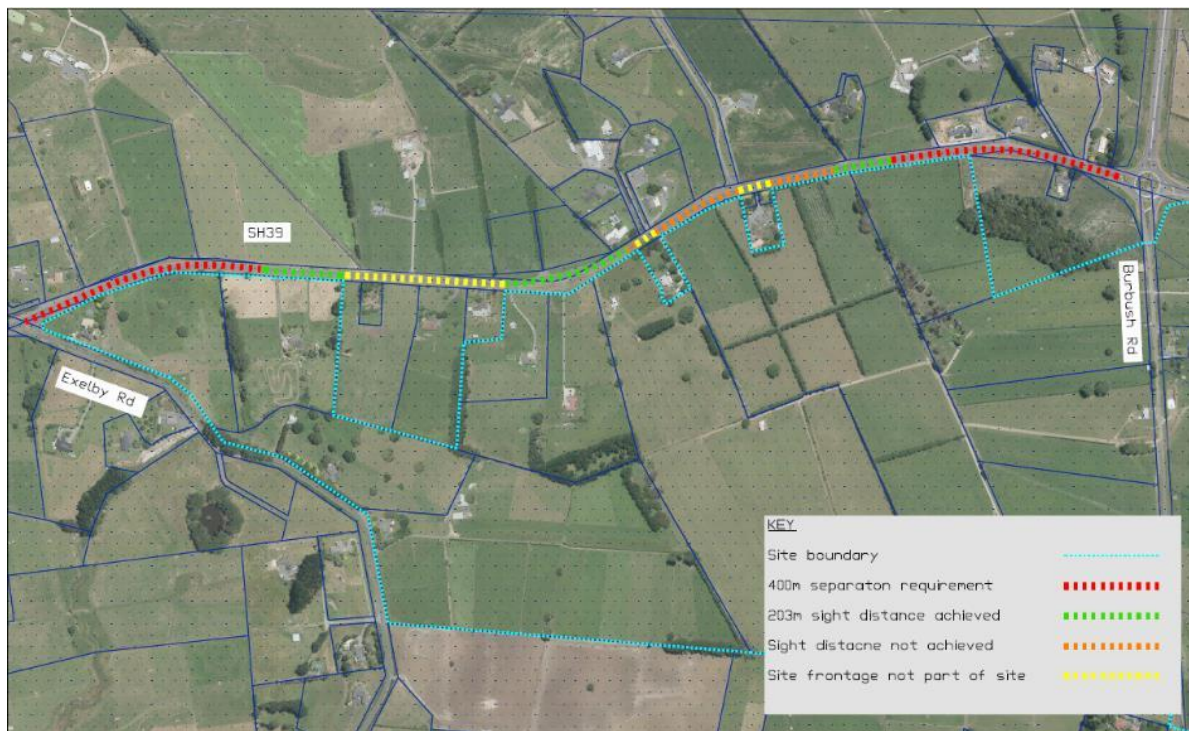 SH39
Exelby Rd
Burbush Rd
KEY
Site boundary
400m separaton requirement
203m sight distance achieved
Sight distacne not achieved
Site frontage not part of site